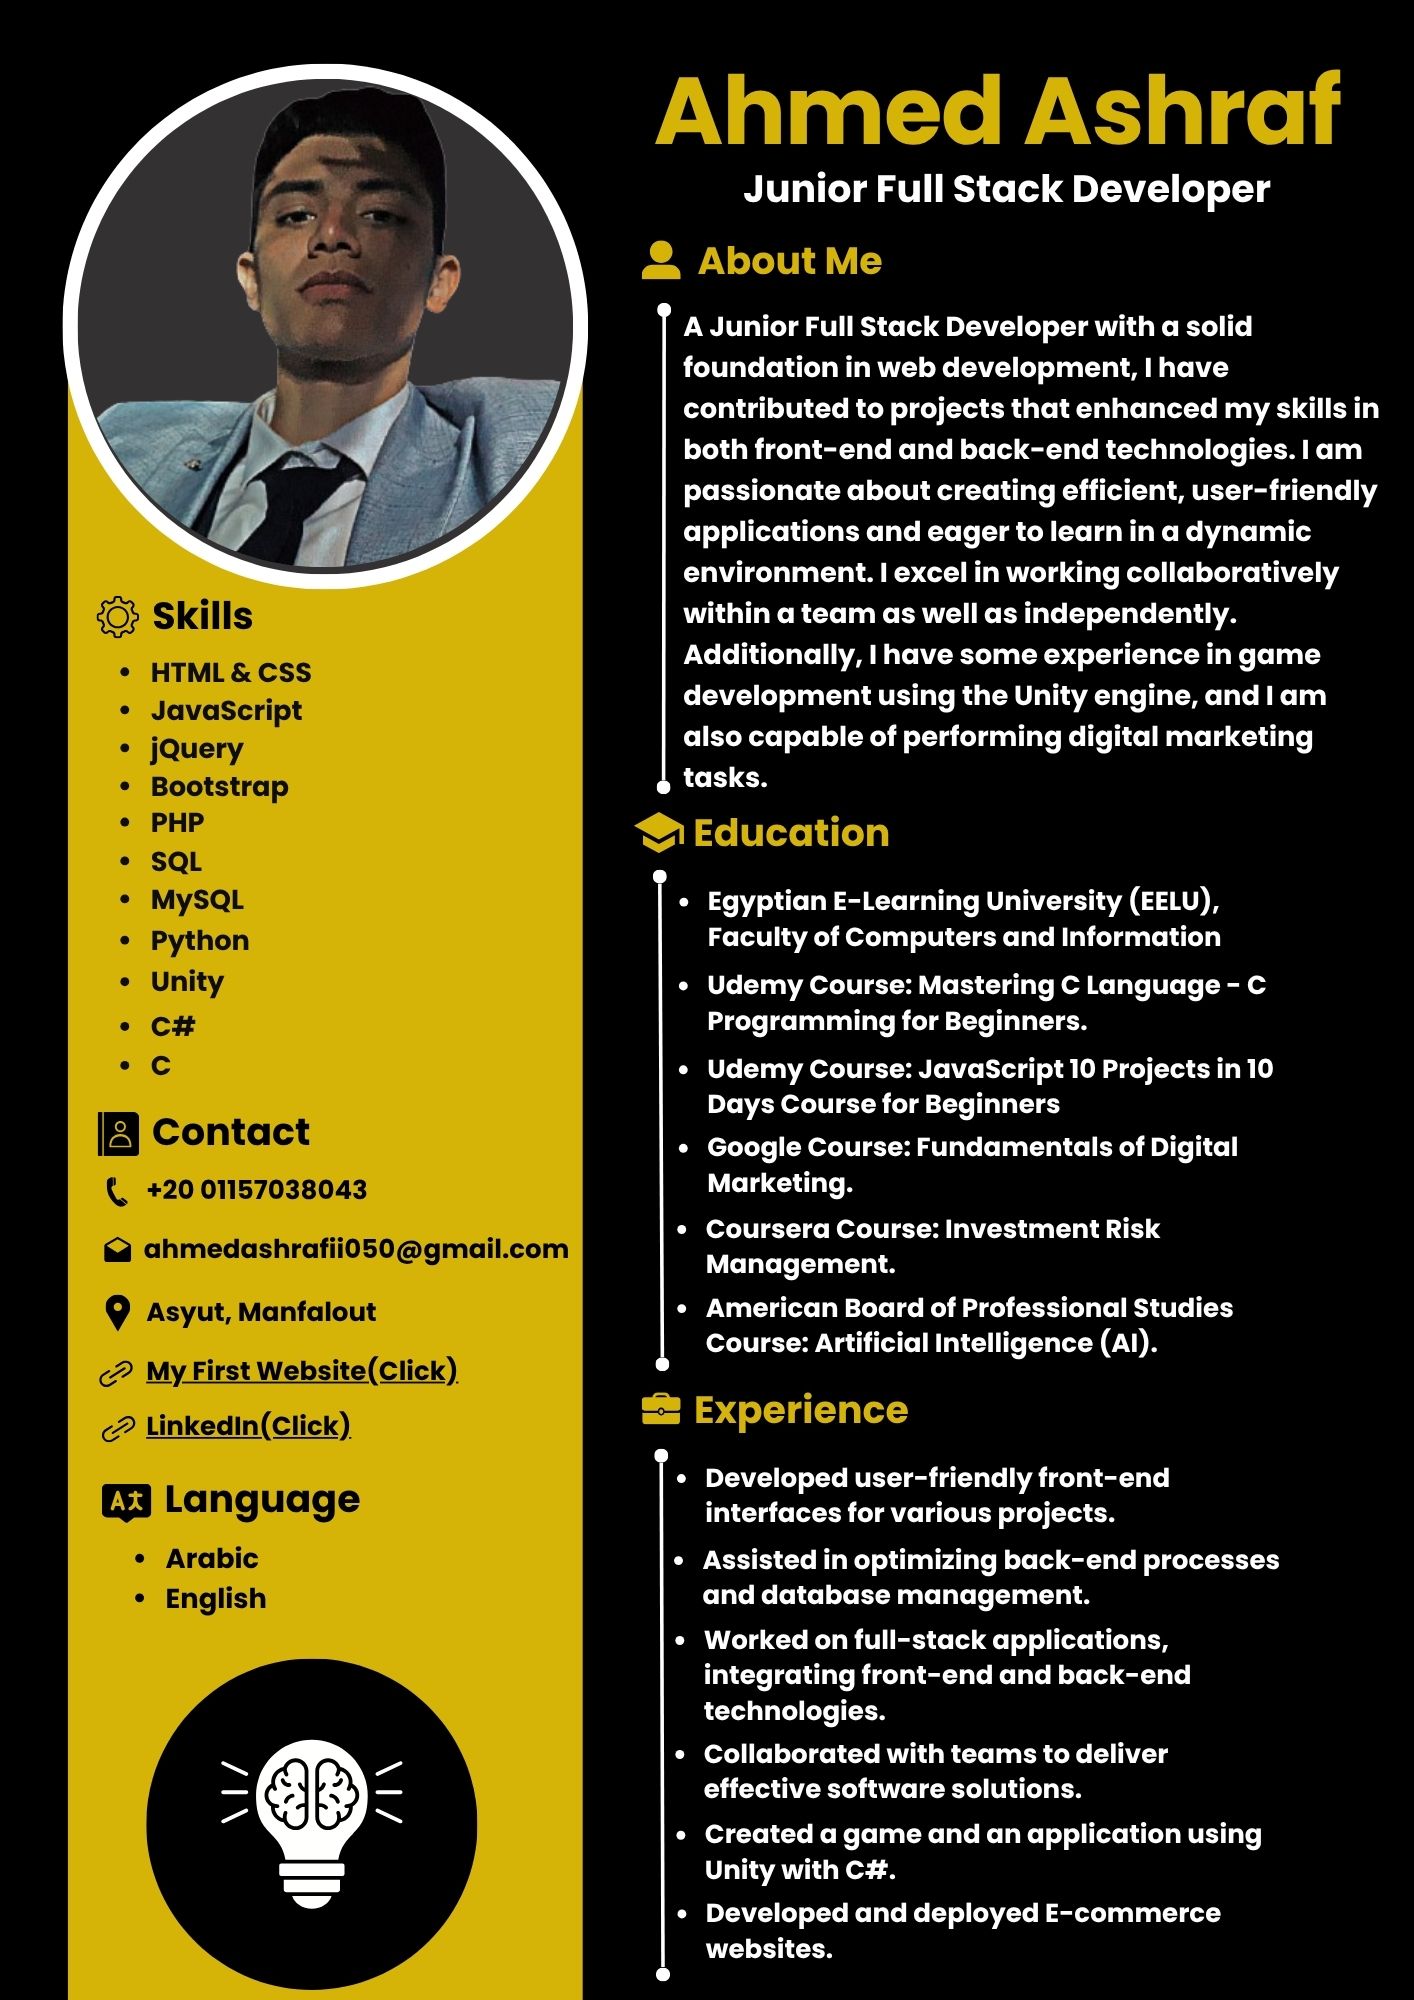 Ahmed Ashraf
Junior Full Stack Developer
About Me
A Junior Full Stack Developer with a solid
foundation in web development, I have
contributed to projects that enhanced my skills in
both front-end and back-end technologies. I am
passionate about creating efficient, user-friendly
applications and eager to learn in a dynamic
environment. I excel in working collaboratively
within a team as well as independently.
Additionally, I have some experience in game
development using the Unity engine, and I am
also capable of performing digital marketing
tasks.
Education
• Egyptian E-Learning University (EELU),
Faculty of Computers and Information
• Udemy Course: Mastering C Language - C
Programming for Beginners.
• Udemy Course: JavaScript 10 Projects in 10
Days Course for Beginners
• Google Course: Fundamentals of Digital
Marketing.
• Coursera Course: Investment Risk
Management.
• American Board of Professional Studies
Course: Artificial Intelligence (AI).
Experience
• Developed user-friendly front-end
interfaces for various projects.
• Assisted in optimizing back-end processes
and database management.
• Worked on full-stack applications,
integrating front-end and back-end
technologies.
• Collaborated with teams to deliver
effective software solutions.
• Created a game and an application using
Unity with C#.
• Developed and deployed E-commerce
websites.
Skills
• HTML & CSS
• JavaScript
• jQuery
• Bootstrap
• PHP
• SQL
• MySQL
• Python
• Unity
• C#
• C
Contact
+20 01157038043
ahmedashrafii050@gmail.com
Asyut, Manfalout
My First Website(Click)
LinkedIn(Click)
Language
• Arabic
• English